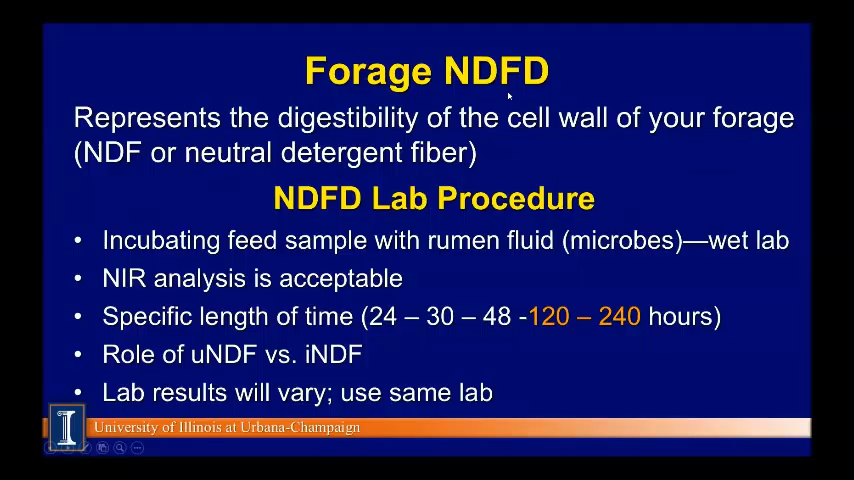 Forage NDFD
Represents the digestibility of the cell wall of your forage
(NDF or neutral detergent fiber)
NDFD Lab Procedure
• Incubating feed sample with rumen fluid (microbes)—wet lab
• NIR analysis is acceptable
• Specific length of time (24 – 30 – 48 -120 – 240 hours)
• Role of uNDF vs. iNDF
• Lab results will vary; use same lab
I
University of Illinois at Urbana-Champaign